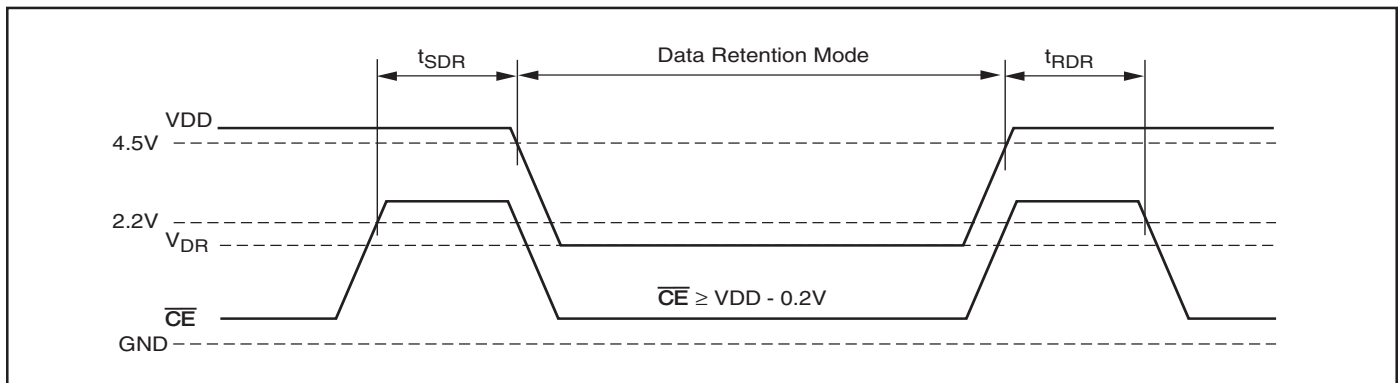 tSDR
Data Retention Mode
tRDR
VDD
4.5V
2.2V
VDR
CE ≥ VDD - 0.2V
CE
GND